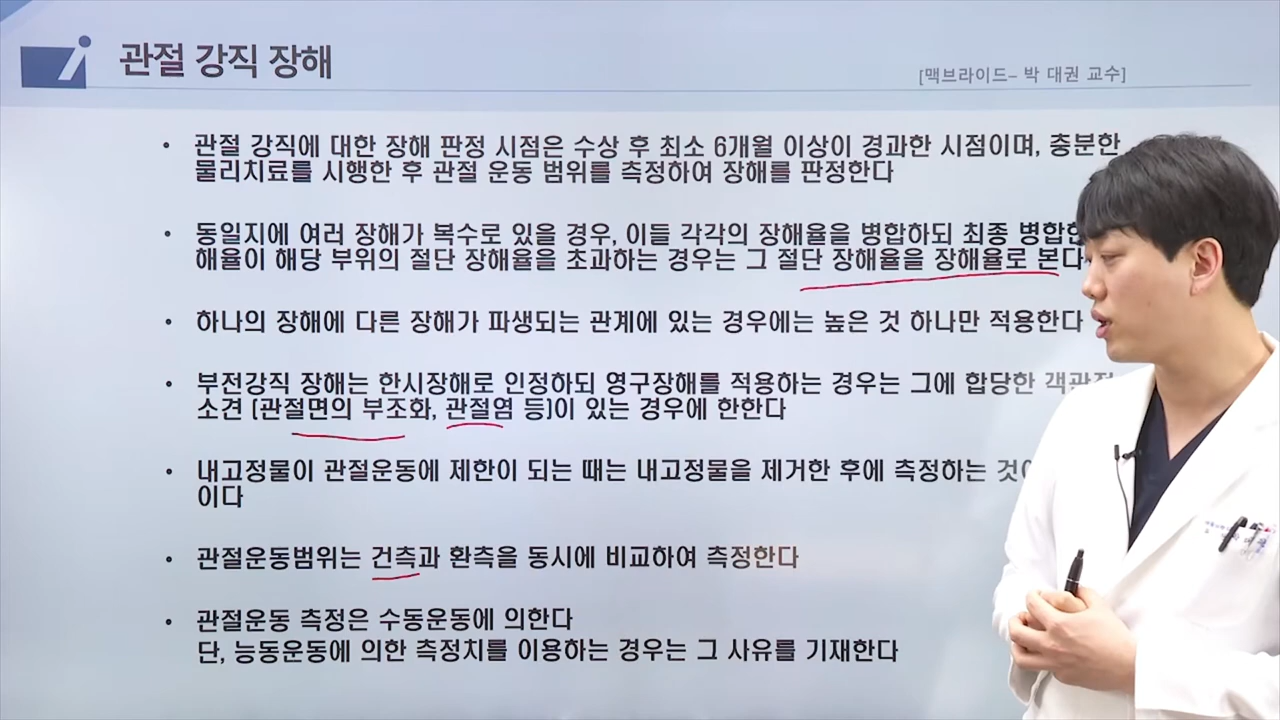 관절 강직 장해
[맥브라이드- 박 대권 교수]
• 관절 강직에 대한 장해 판정 시점은 수상 후 최소 6개월 이상이 경과한 시점이며, 충분한
물리치료를 시행한 후 관절 운동 범위를 측정하여 장해를 판정한다
• 동일지에 여러 장해가 복수로 있을 경우, 이들 각각의 장해율을 병합하되 최종
해율이 해당 부위의 절단 장해율을 초과하는 경우는 그 절단 장해율을 장해율로 본다
• 하나의 장해에 다른 장해가 파생되는 관계에 있는 경우에는 높은 것 하나만 적용한다
• 부전강직 장해는 한시장해로 인정하되 영구장해를 적용하는 경우는 그에 합당한
소견 (관절면의 부조화, 관절염 등)이 있는 경우에 한한다
• 내고정물이 관절운동에 제한이 되는 때는 내고정물을 제거한 후에 측정하는
이다
• 관절운동범위는 건측과 환측을 동시에 비교하여 측정한다
• 관절운동 측정은 수동운동에 의한다
단, 능동운동에 의한 측정치를 이용하는 경우는 그 사유를 기재한다